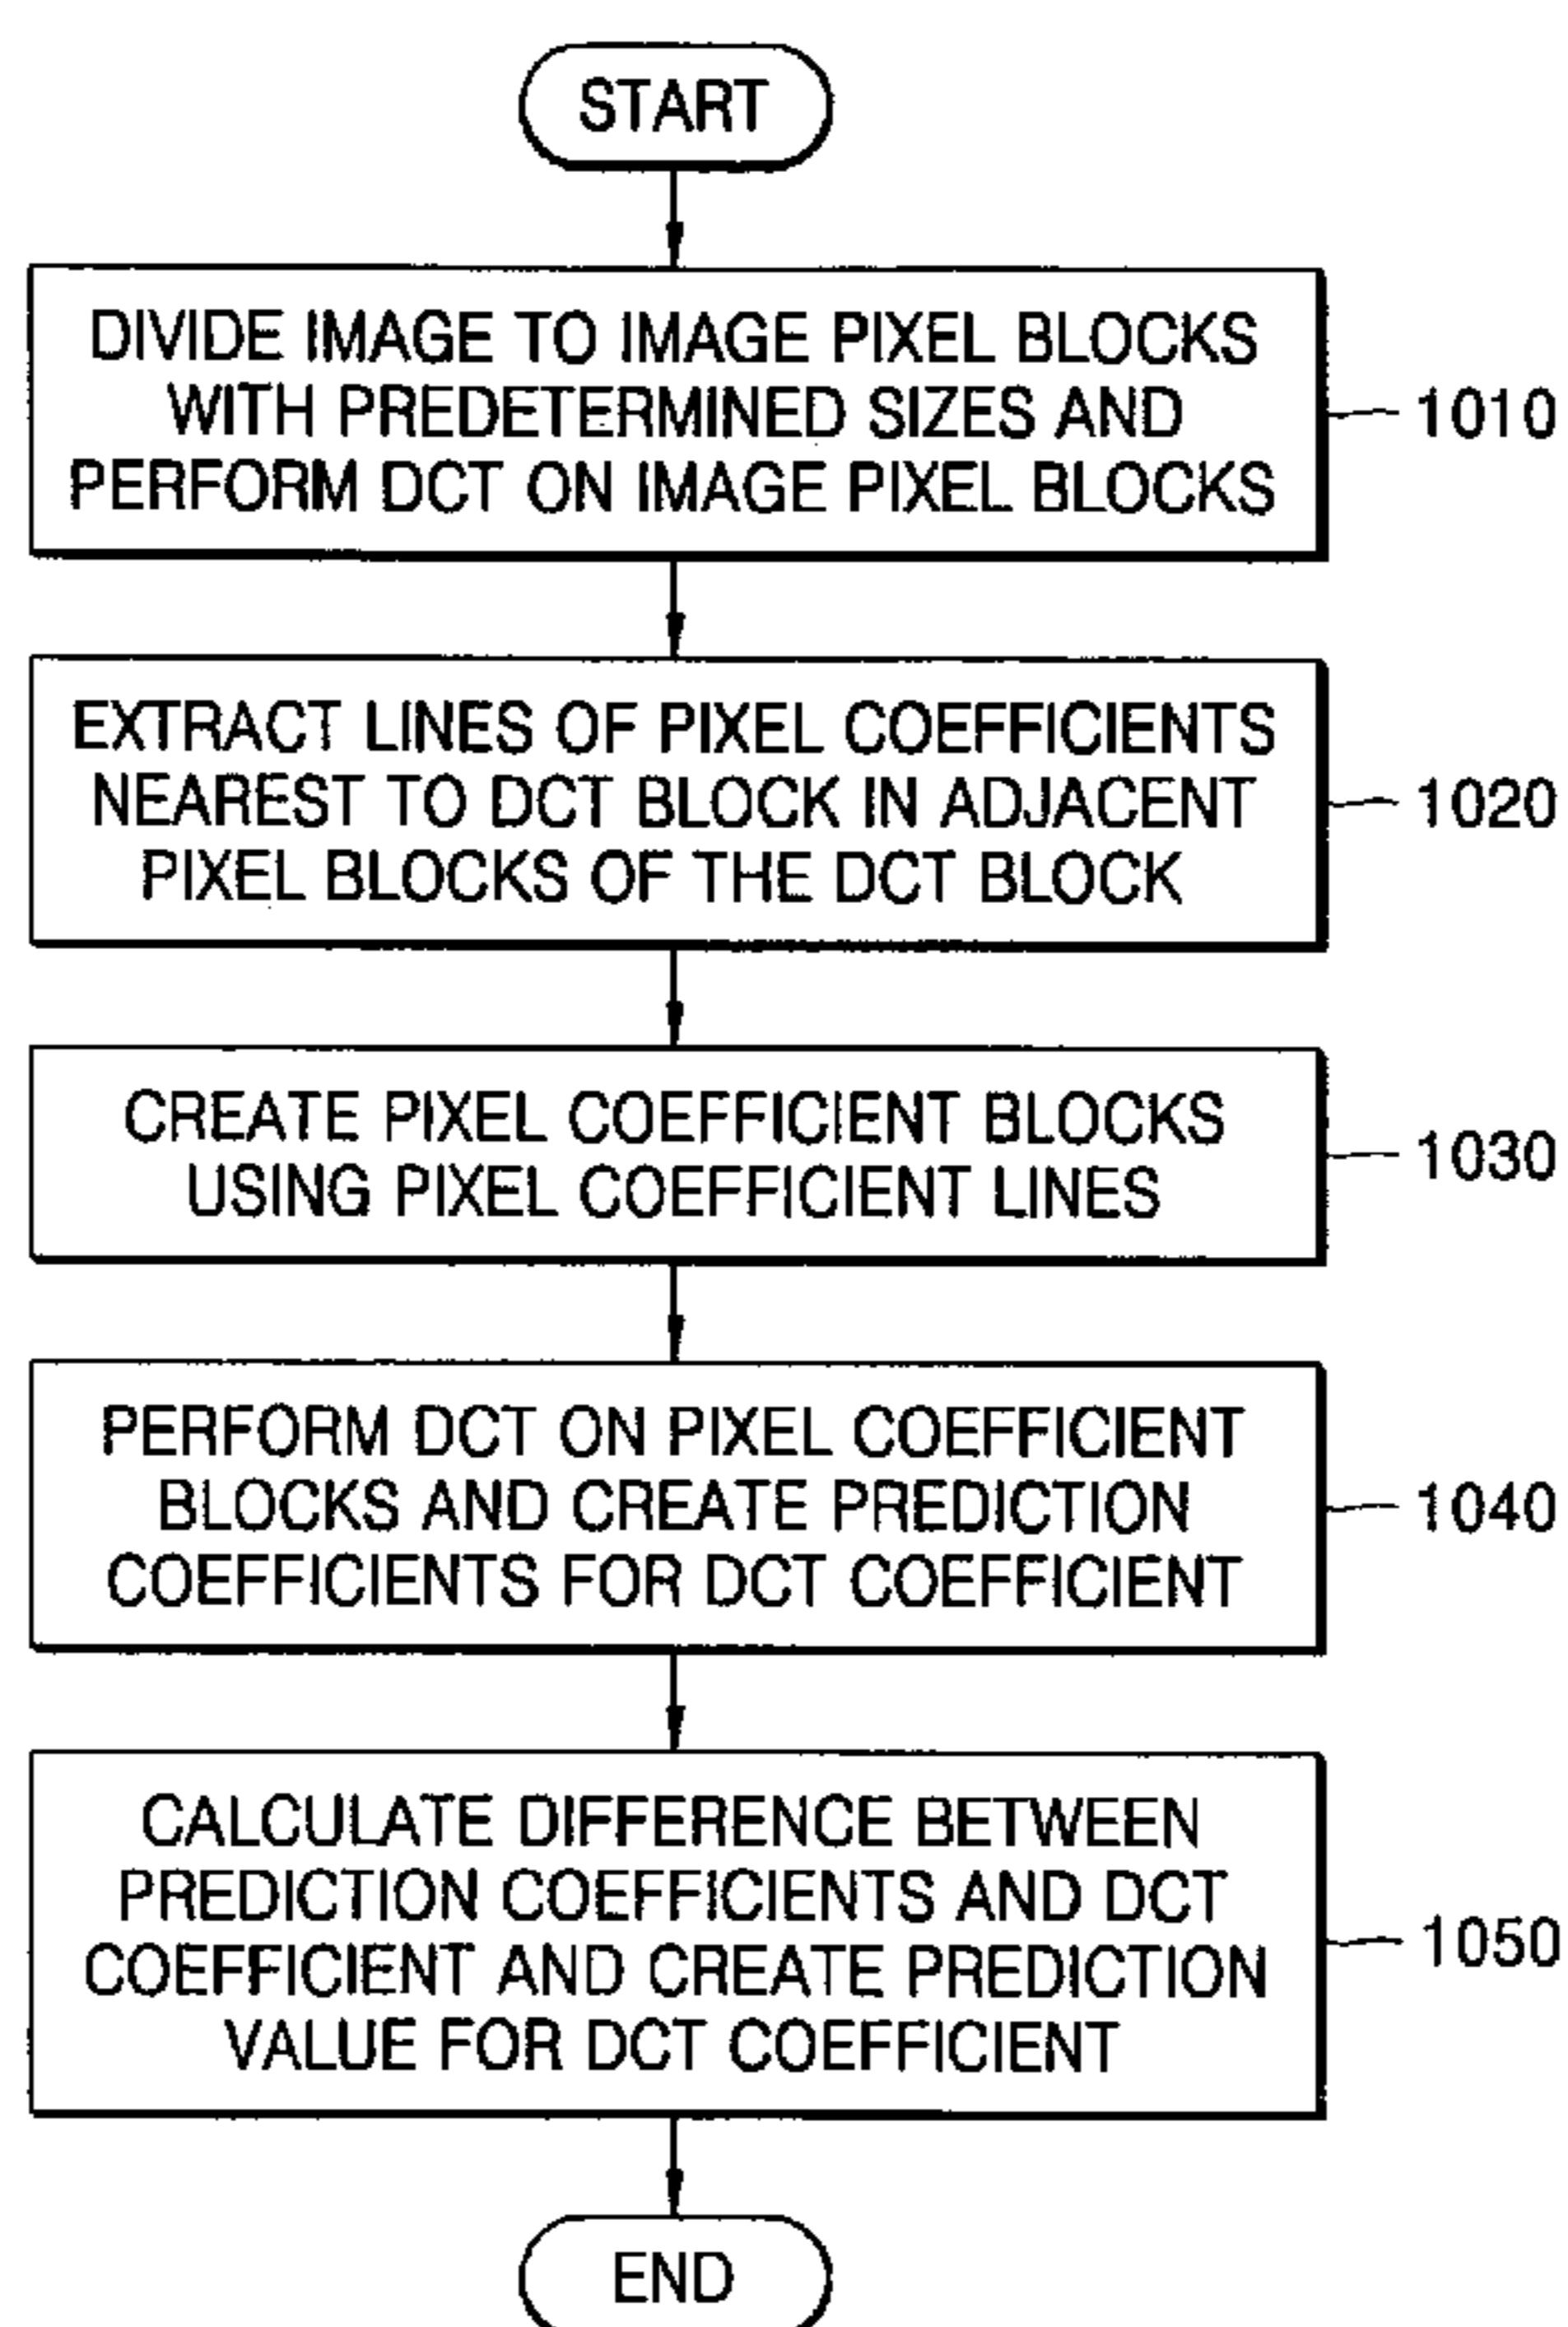 START
DIVIDE IMAGE TO IMAGE PIXEL BLOCKS
WITH PREDETERMINED SIZES AND
PERFORM DCT ON IMAGE PIXEL BLOCKS
1010
EXTRACT LINES OF PIXEL COEFFICIENTS
NEAREST TO DCT BLOCK IN ADJACENT
PIXEL BLOCKS OF THE DCT BLOCK
1020
CREATE PIXEL COEFFICIENT BLOCKS
USING PIXEL COEFFICIENT LINES
1030
PERFORM DCT ON PIXEL COEFFICIENT
BLOCKS AND CREATE PREDICTION
COEFFICIENTS FOR DCT COEFFICIENT
1040
CALCULATE DIFFERENCE BETWEEN
PREDICTION COEFFICIENTS AND DCT
COEFFICIENT AND CREATE PREDICTION
VALUE FOR DCT COEFFICIENT
1050
END